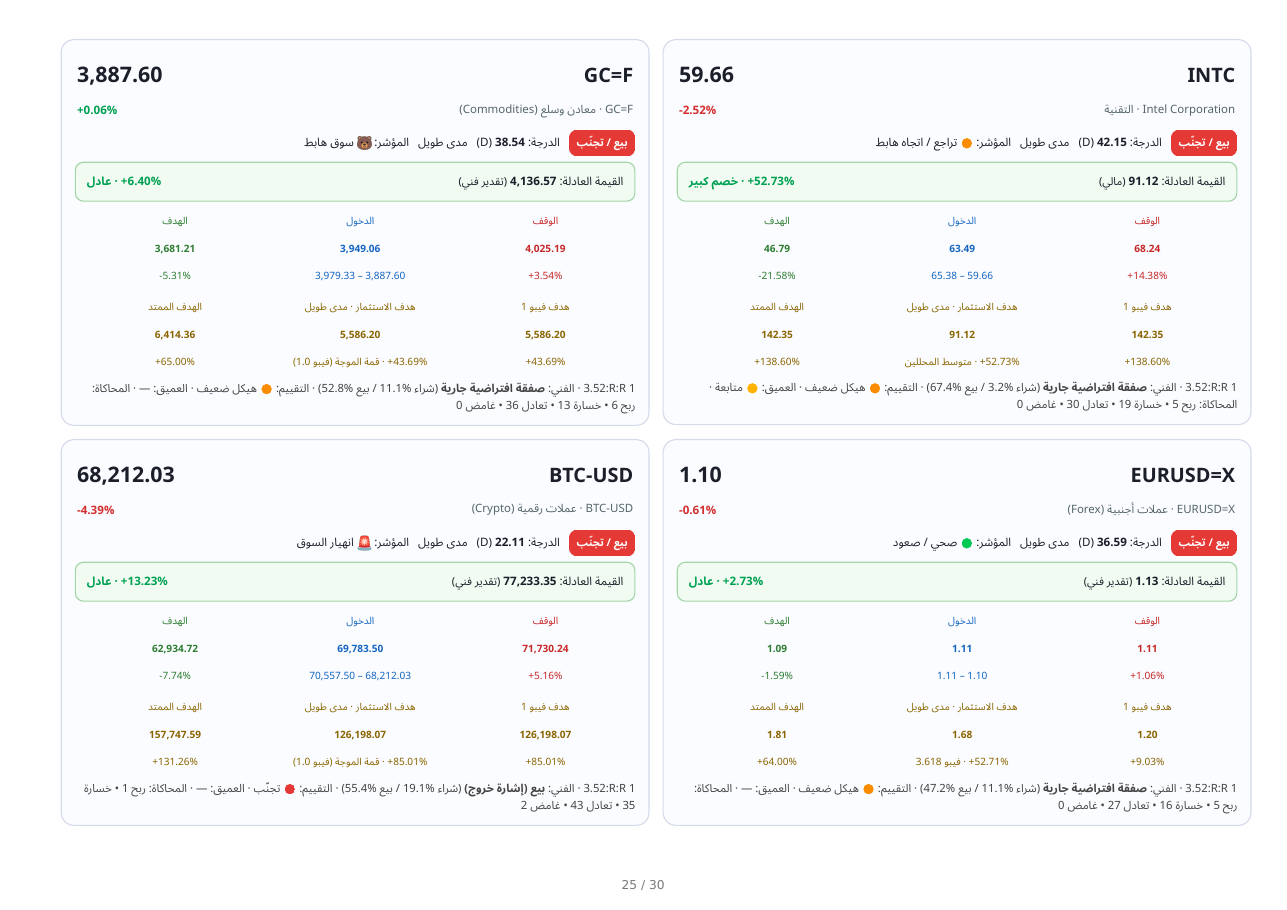 INTC 59.66
Intel Corporation · التقنية -2.52%
بيع / تجنّب الدرجة: 42.15 (D) مدى طويل المؤشر: 🟠 تراجع / اتجاه هابط
القيمة العادلة: 91.12 (مالي) +52.73% · خصم كبير
الوقف الدخول الهدف
68.24 63.49 46.79
+14.38% 65.38 – 59.66 -21.58%
هدف فيبو 1 هدف الاستثمار · مدى طويل الهدف الممتد
142.35 91.12 142.35
+138.60% +52.73% · متوسط المحللين +138.60%
3.52:R:R 1 · الفني: صفقة افتراضية جارية (شراء 3.2% / بيع 67.4%) · التقييم: 🟠 هيكل ضعيف · العميق: 🟡 متابعة ·
المحاكاة: ربح 5 • خسارة 19 • تعادل 30 • غامض 0
GC=F 3,887.60
GC=F · معادن وسلع (Commodities) +0.06%
بيع / تجنّب الدرجة: 38.54 (D) مدى طويل المؤشر: 🐻 سوق هابط
القيمة العادلة: 4,136.57 (تقدير فني) +6.40% · عادل
الوقف الدخول الهدف
4,025.19 3,949.06 3,681.21
+3.54% 3,979.33 – 3,887.60 -5.31%
هدف فيبو 1 هدف الاستثمار · مدى طويل الهدف الممتد
5,586.20 5,586.20 6,414.36
+43.69% +43.69% · قمة الموجة (فيبو 1.0) +65.00%
3.52:R:R 1 · الفني: صفقة افتراضية جارية (شراء 11.1% / بيع 52.8%) · التقييم: 🟠 هيكل ضعيف · العميق: — · المحاكاة:
ربح 6 • خسارة 13 • تعادل 36 • غامض 0
EURUSD=X 1.10
EURUSD=X · عملات أجنبية (Forex) -0.61%
بيع / تجنّب الدرجة: 36.59 (D) مدى طويل المؤشر: 🟢 صحي / صعود
القيمة العادلة: 1.13 (تقدير فني) +2.73% · عادل
الوقف الدخول الهدف
1.11 1.11 1.09
+1.06% 1.11 – 1.10 -1.59%
هدف فيبو 1 هدف الاستثمار · مدى طويل الهدف الممتد
1.20 1.68 1.81
+9.03% +52.71% · فيبو 3.618 +64.00%
3.52:R:R 1 · الفني: صفقة افتراضية جارية (شراء 11.1% / بيع 47.2%) · التقييم: 🟠 هيكل ضعيف · العميق: — · المحاكاة:
ربح 5 • خسارة 16 • تعادل 27 • غامض 0
BTC-USD 68,212.03
BTC-USD · عملات رقمية (Crypto) -4.39%
بيع / تجنّب الدرجة: 22.11 (D) مدى طويل المؤشر: 🚨 انهيار السوق
القيمة العادلة: 77,233.35 (تقدير فني) +13.23% · عادل
الوقف الدخول الهدف
71,730.24 69,783.50 62,934.72
+5.16% 70,557.50 – 68,212.03 -7.74%
هدف فيبو 1 هدف الاستثمار · مدى طويل الهدف الممتد
126,198.07 126,198.07 157,747.59
+85.01% +85.01% · قمة الموجة (فيبو 1.0) +131.26%
3.52:R:R 1 · الفني: بيع (إشارة خروج) (شراء 19.1% / بيع 55.4%) · التقييم: 🔴 تجنّب · العميق: — · المحاكاة: ربح 1 • خسارة
35 • تعادل 43 • غامض 2
25 / 30